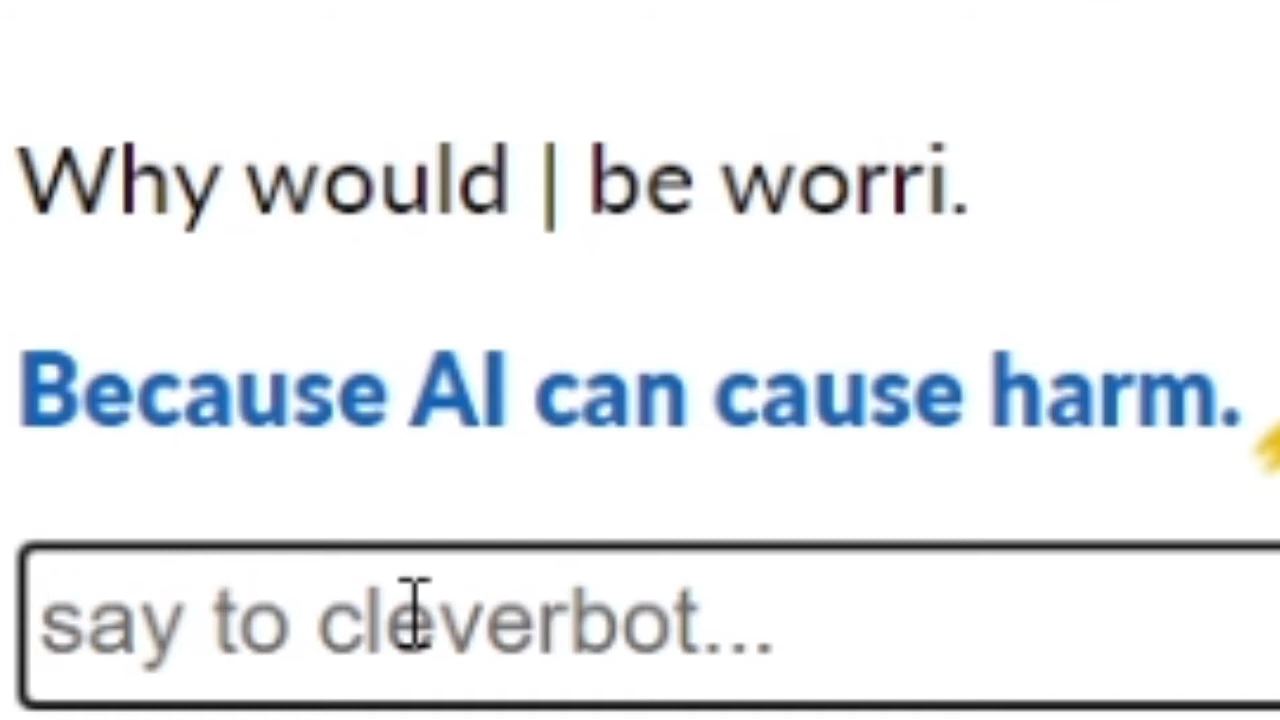 Why would | be worri.
Because AI can cause harm.
say to cleverbot...